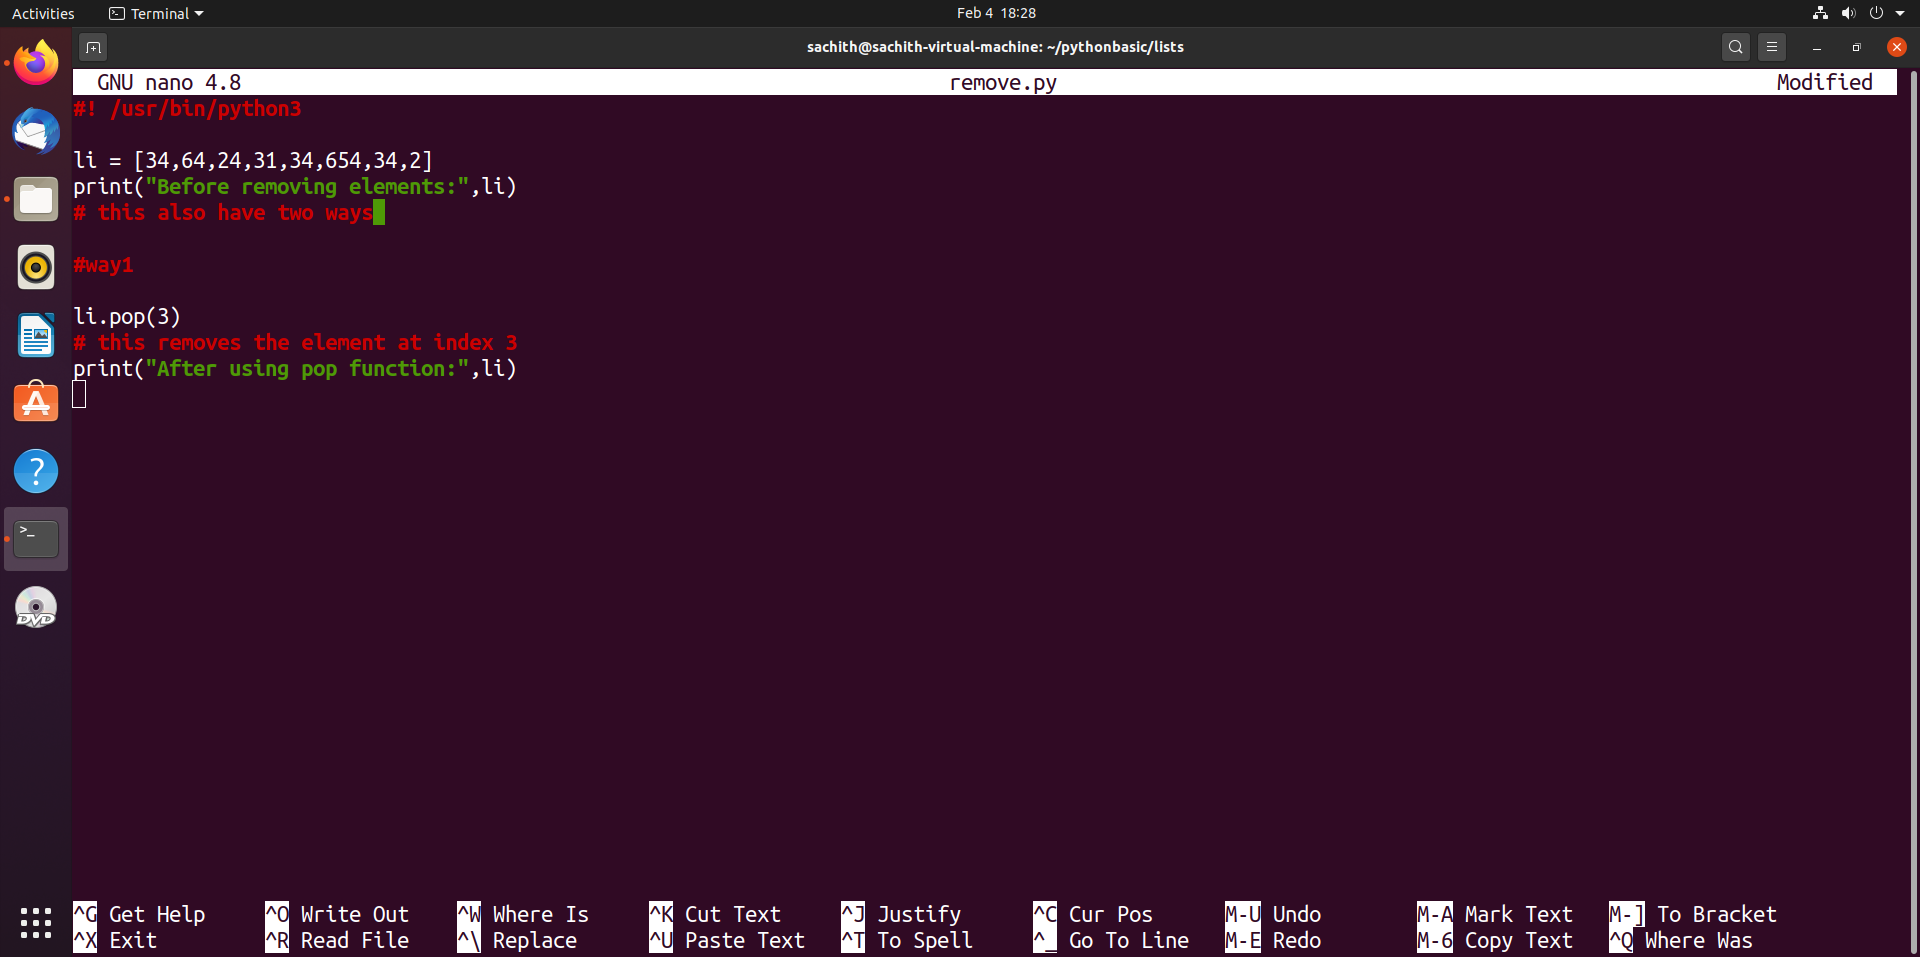 Activities Terminal Feb 4 18:28
sachith@sachith-virtual-machine: ~/pythonbasic/lists
GNU nano 4.8 remove.py Modified
#! /usr/bin/python3
li = [34,64,24,31,34,654,34,2]
print("Before removing elements:",li)
# this also have two ways
#way1
li.pop(3)
# this removes the element at index 3
print("After using pop function:",li)
?
>_
DVD
^G Get Help ^O Write Out ^W Where Is ^K Cut Text ^J Justify ^C Cur Pos M-U Undo M-A Mark Text M-] To Bracket
^X Exit ^R Read File ^\ Replace ^U Paste Text ^T To Spell ^_ Go To Line M-E Redo M-6 Copy Text ^Q Where Was